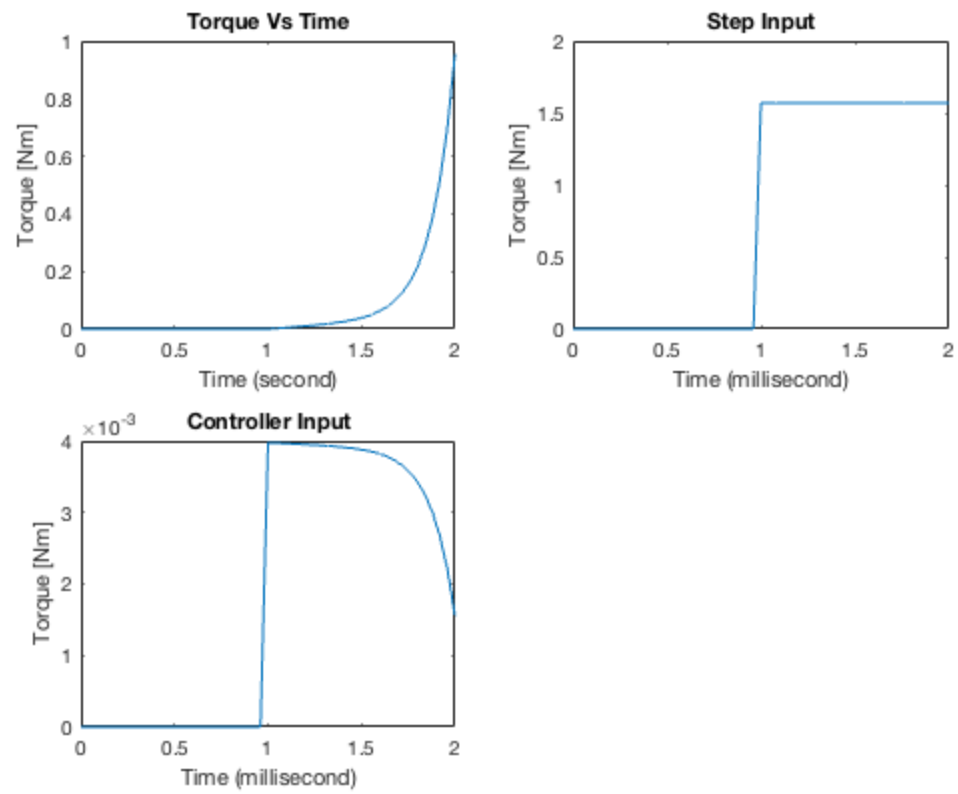 Torque Vs Time
1
0.8
0.6
0.4
0.2
0
Torque [Nm]
0 0.5 1 1.5 2
Time (second)
Step Input
2
1.5
1
0.5
0
Torque [Nm]
0 0.5 1 1.5 2
Time (millisecond)
Controller Input
×10⁻³
4
3
2
1
0
Torque [Nm]
0 0.5 1 1.5 2
Time (millisecond)